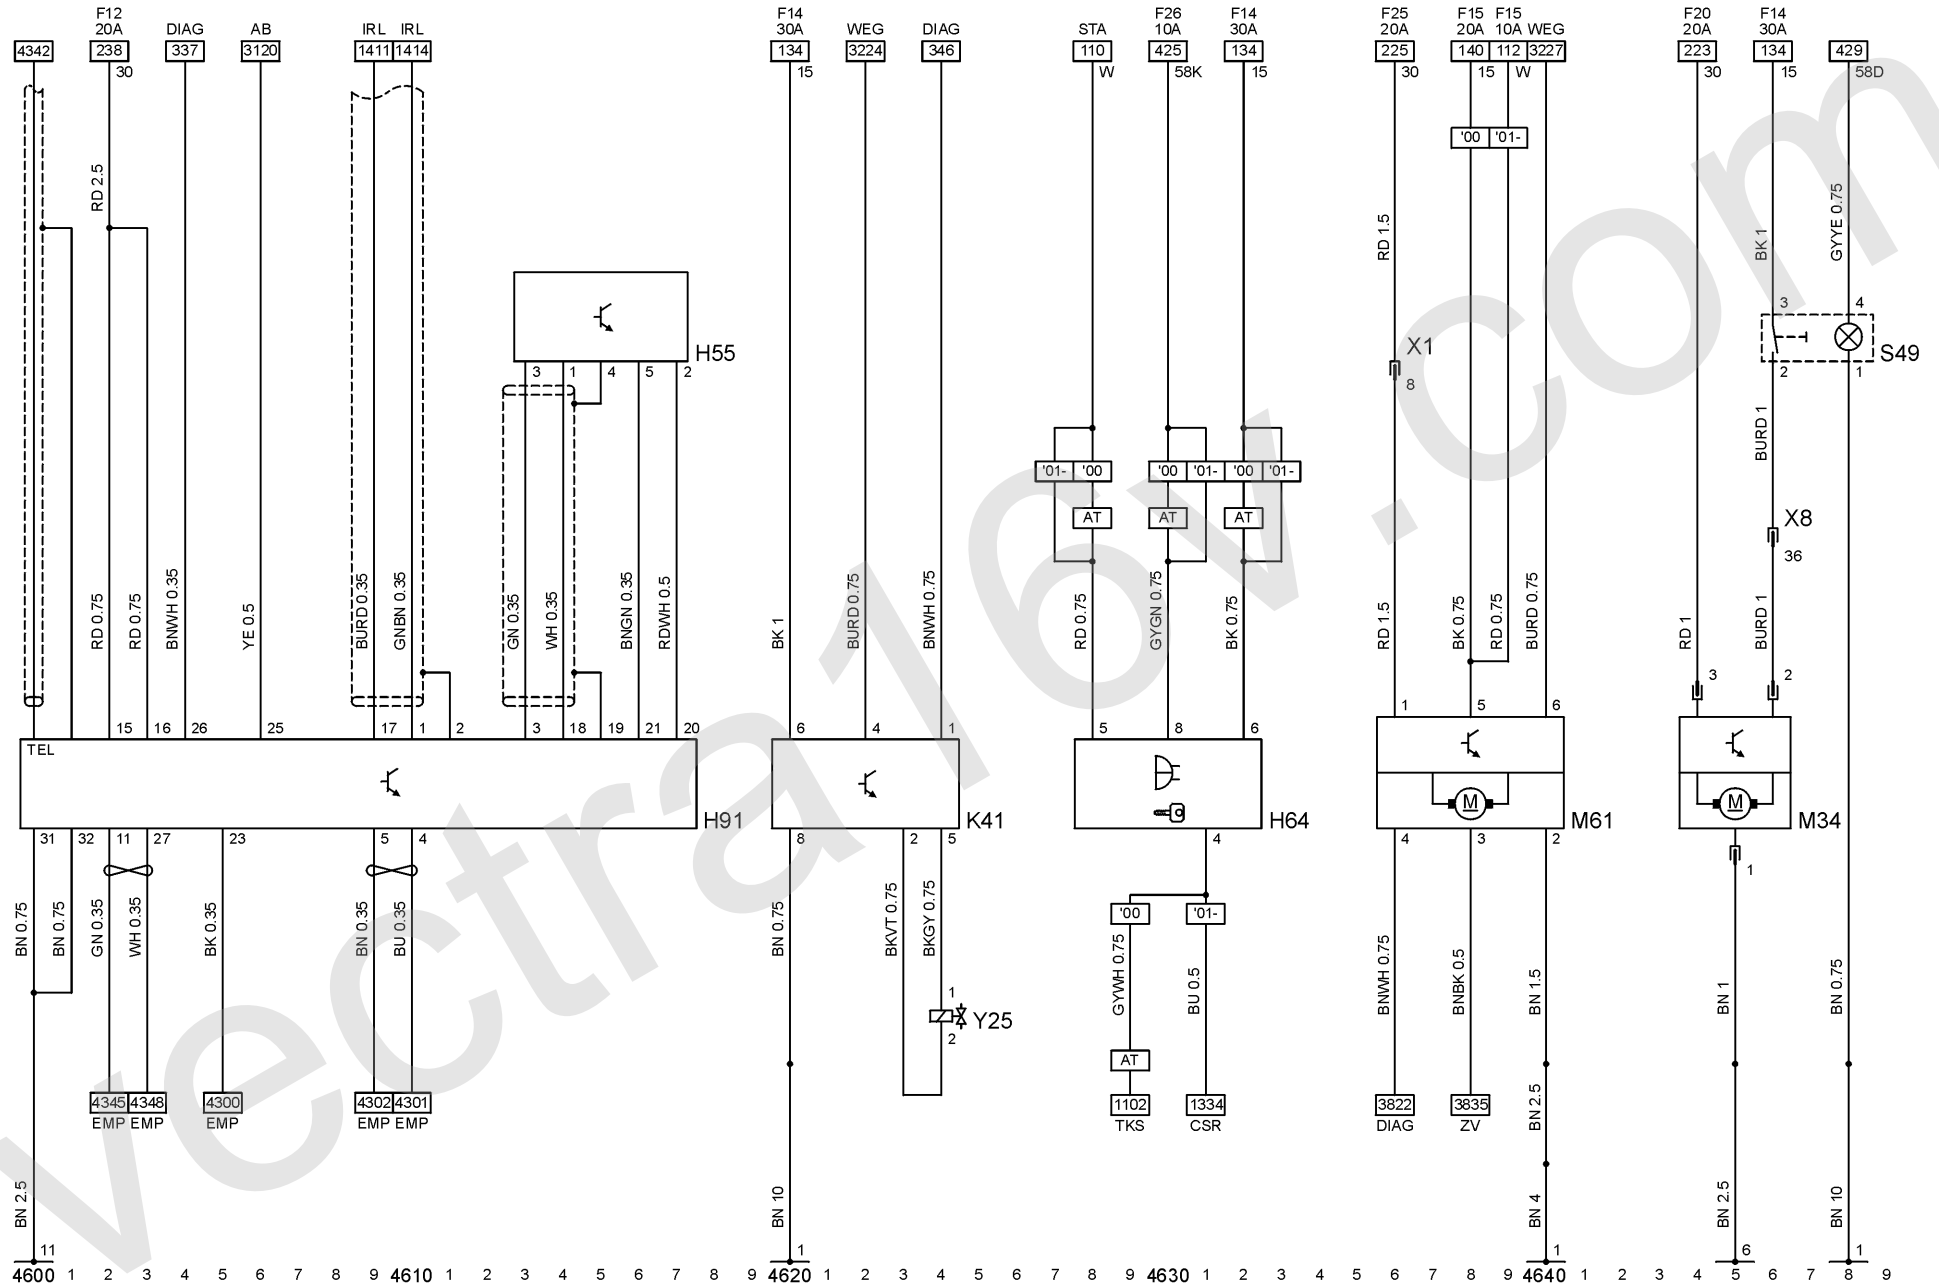 F12 F14 F26 F14 F25 F15 F15 F20 F14
20A DIAG AB IRL IRL 30A WEG DIAG STA 10A 30A 20A 20A 10A WEG 20A 30A
4342 238 337 3120 1411 1414 134 3224 346 110 425 134 225 140 112 3227 223 134 429
30 15 W 58K 15 30 15 W 30 15 58D
'00 '01-
RD 2.5
RD 1.5
BK 1
GYYE 0.75
3 4
X1
8
H55
S49
3 1 4 5 2
2 1
BURD 1
'01- '00 '00 '01- '00 '01-
AT AT AT
X8
36
RD 0.75
RD 0.75
BNWH 0.35
YE 0.5
BURD 0.35
GNBN 0.35
GN 0.35
WH 0.35
BNGN 0.35
RDWH 0.5
BK 1
BURD 0.75
BNWH 0.75
RD 0.75
GYGN 0.75
BK 0.75
RD 1.5
BK 0.75
RD 0.75
BURD 0.75
RD 1
BURD 1
3 2
1 5 6
15 16 26 25 17 1 2 3 18 19 21 20 6 4 1 5 8 6
TEL
M M
H91 K41 H64 M61 M34
31 32 11 27 23 5 4 8 2 5 4 4 3 2
1
BN 0.75
BN 0.75
GN 0.35
WH 0.35
BK 0.35
BN 0.35
BU 0.35
BN 0.75
BKVT 0.75
BKGY 0.75
'00 '01-
GYWH 0.75
BU 0.5
BNWH 0.75
BNBK 0.5
BN 1.5
BN 1
BN 0.75
1
Y25
2
AT
4345 4348 4300 4302 4301 1102 1334 3822 3835
EMP EMP EMP EMP EMP TKS CSR DIAG ZV
BN 2.5
BN 2.5
BN 10
BN 4
BN 2.5
BN 10
11 1 1 6 1
4600 1 2 3 4 5 6 7 8 9 4610 1 2 3 4 5 6 7 8 9 4620 1 2 3 4 5 6 7 8 9 4630 1 2 3 4 5 6 7 8 9 4640 1 2 3 4 5 6 7 8 9
vectra16v.com